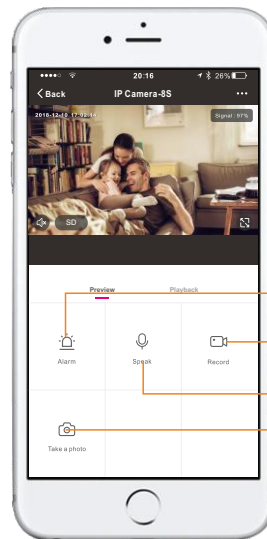 20:16
26%
Back
IP Camera-8S
2018-12-10 17:02:14
Signal : 97%
SD
Preview
Playback
Alarm
Speak
Record
Take a photo